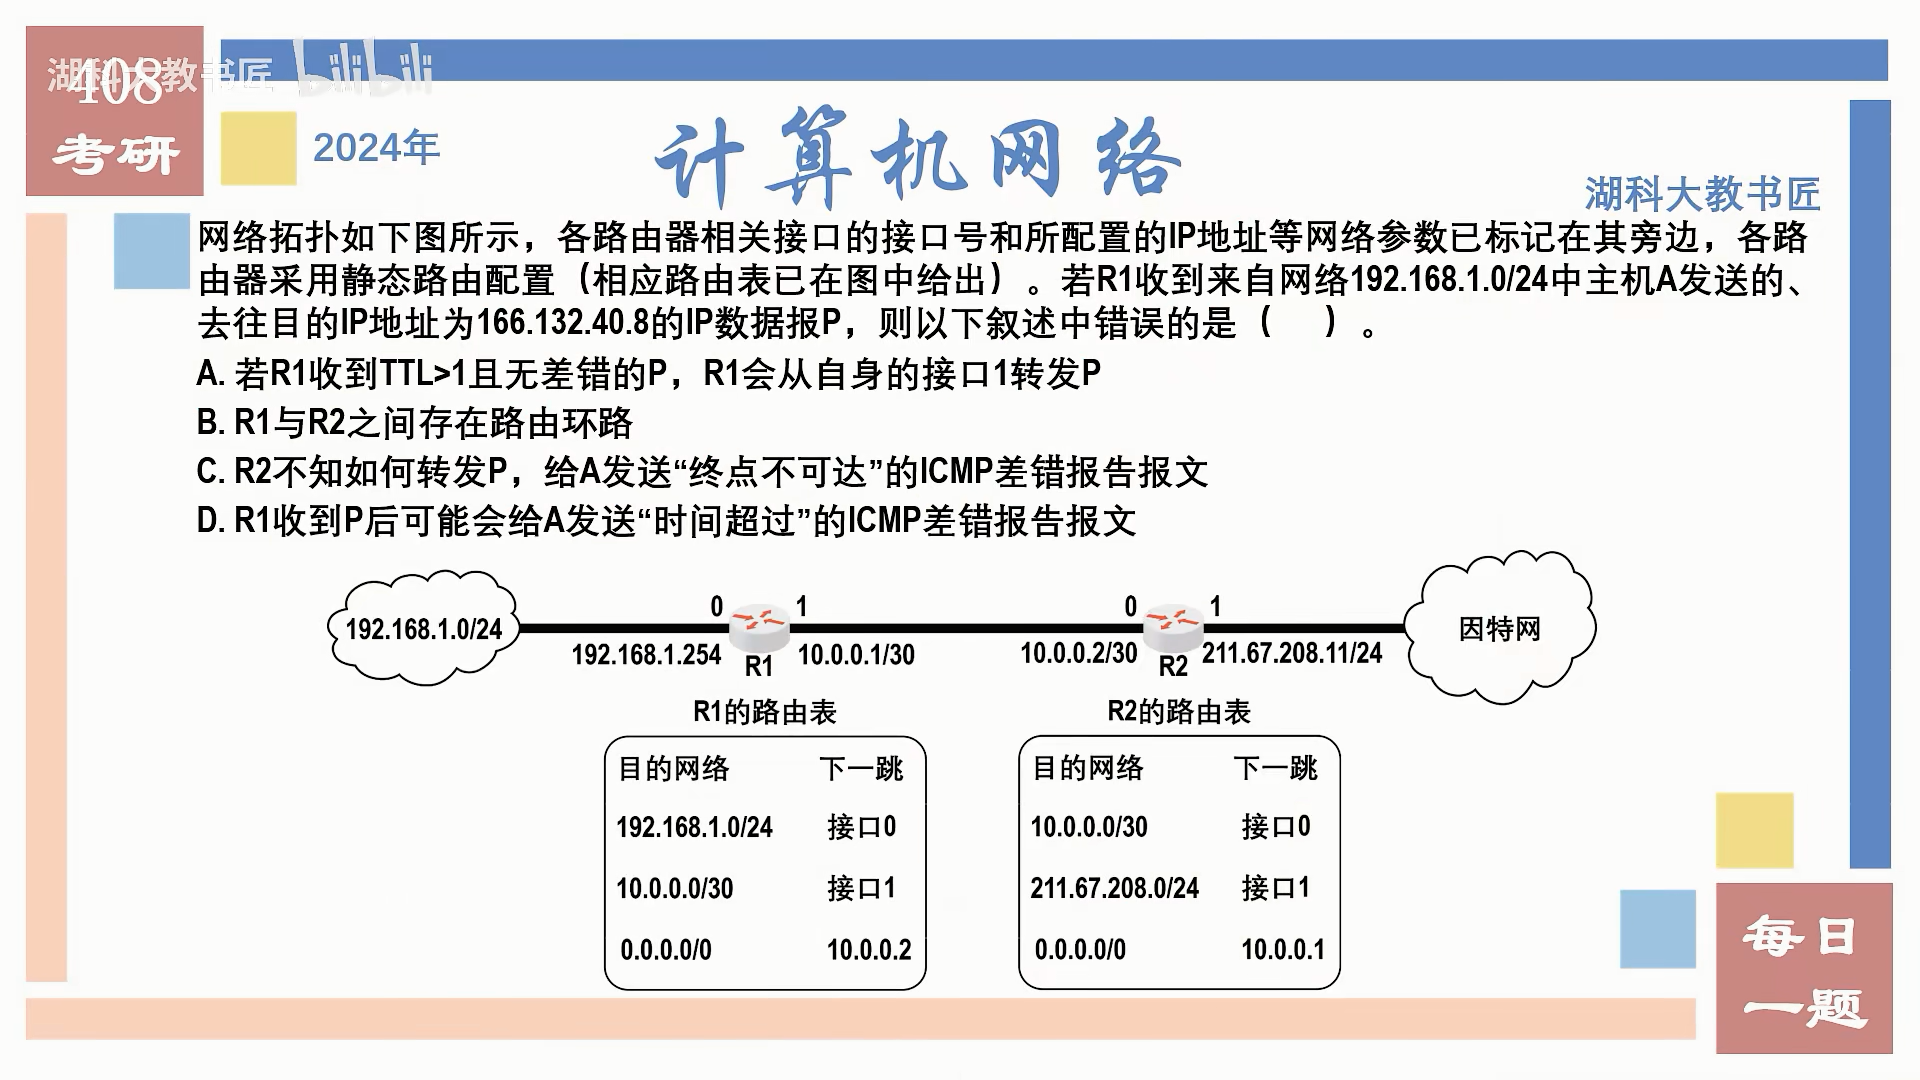 湖科大教书匠 bilibili
408
考研
2024年
计算机网络
湖科大教书匠
网络拓扑如下图所示，各路由器相关接口的接口号和所配置的IP地址等网络参数已标记在其旁边，各路
由器采用静态路由配置（相应路由表已在图中给出）。若R1收到来自网络192.168.1.0/24中主机A发送的、
去往目的IP地址为166.132.40.8的IP数据报P，则以下叙述中错误的是（ ）。
A. 若R1收到TTL>1且无差错的P，R1会从自身的接口1转发P
B. R1与R2之间存在路由环路
C. R2不知如何转发P，给A发送“终点不可达”的ICMP差错报告报文
D. R1收到P后可能会给A发送“时间超过”的ICMP差错报告报文
0 1 0 1
192.168.1.0/24 因特网
192.168.1.254 R1 10.0.0.1/30 10.0.0.2/30 R2 211.67.208.11/24
R1的路由表 R2的路由表
目的网络 下一跳 目的网络 下一跳
192.168.1.0/24 接口0 10.0.0.0/30 接口0
10.0.0.0/30 接口1 211.67.208.0/24 接口1
0.0.0.0/0 10.0.0.2 0.0.0.0/0 10.0.0.1
每日
一题